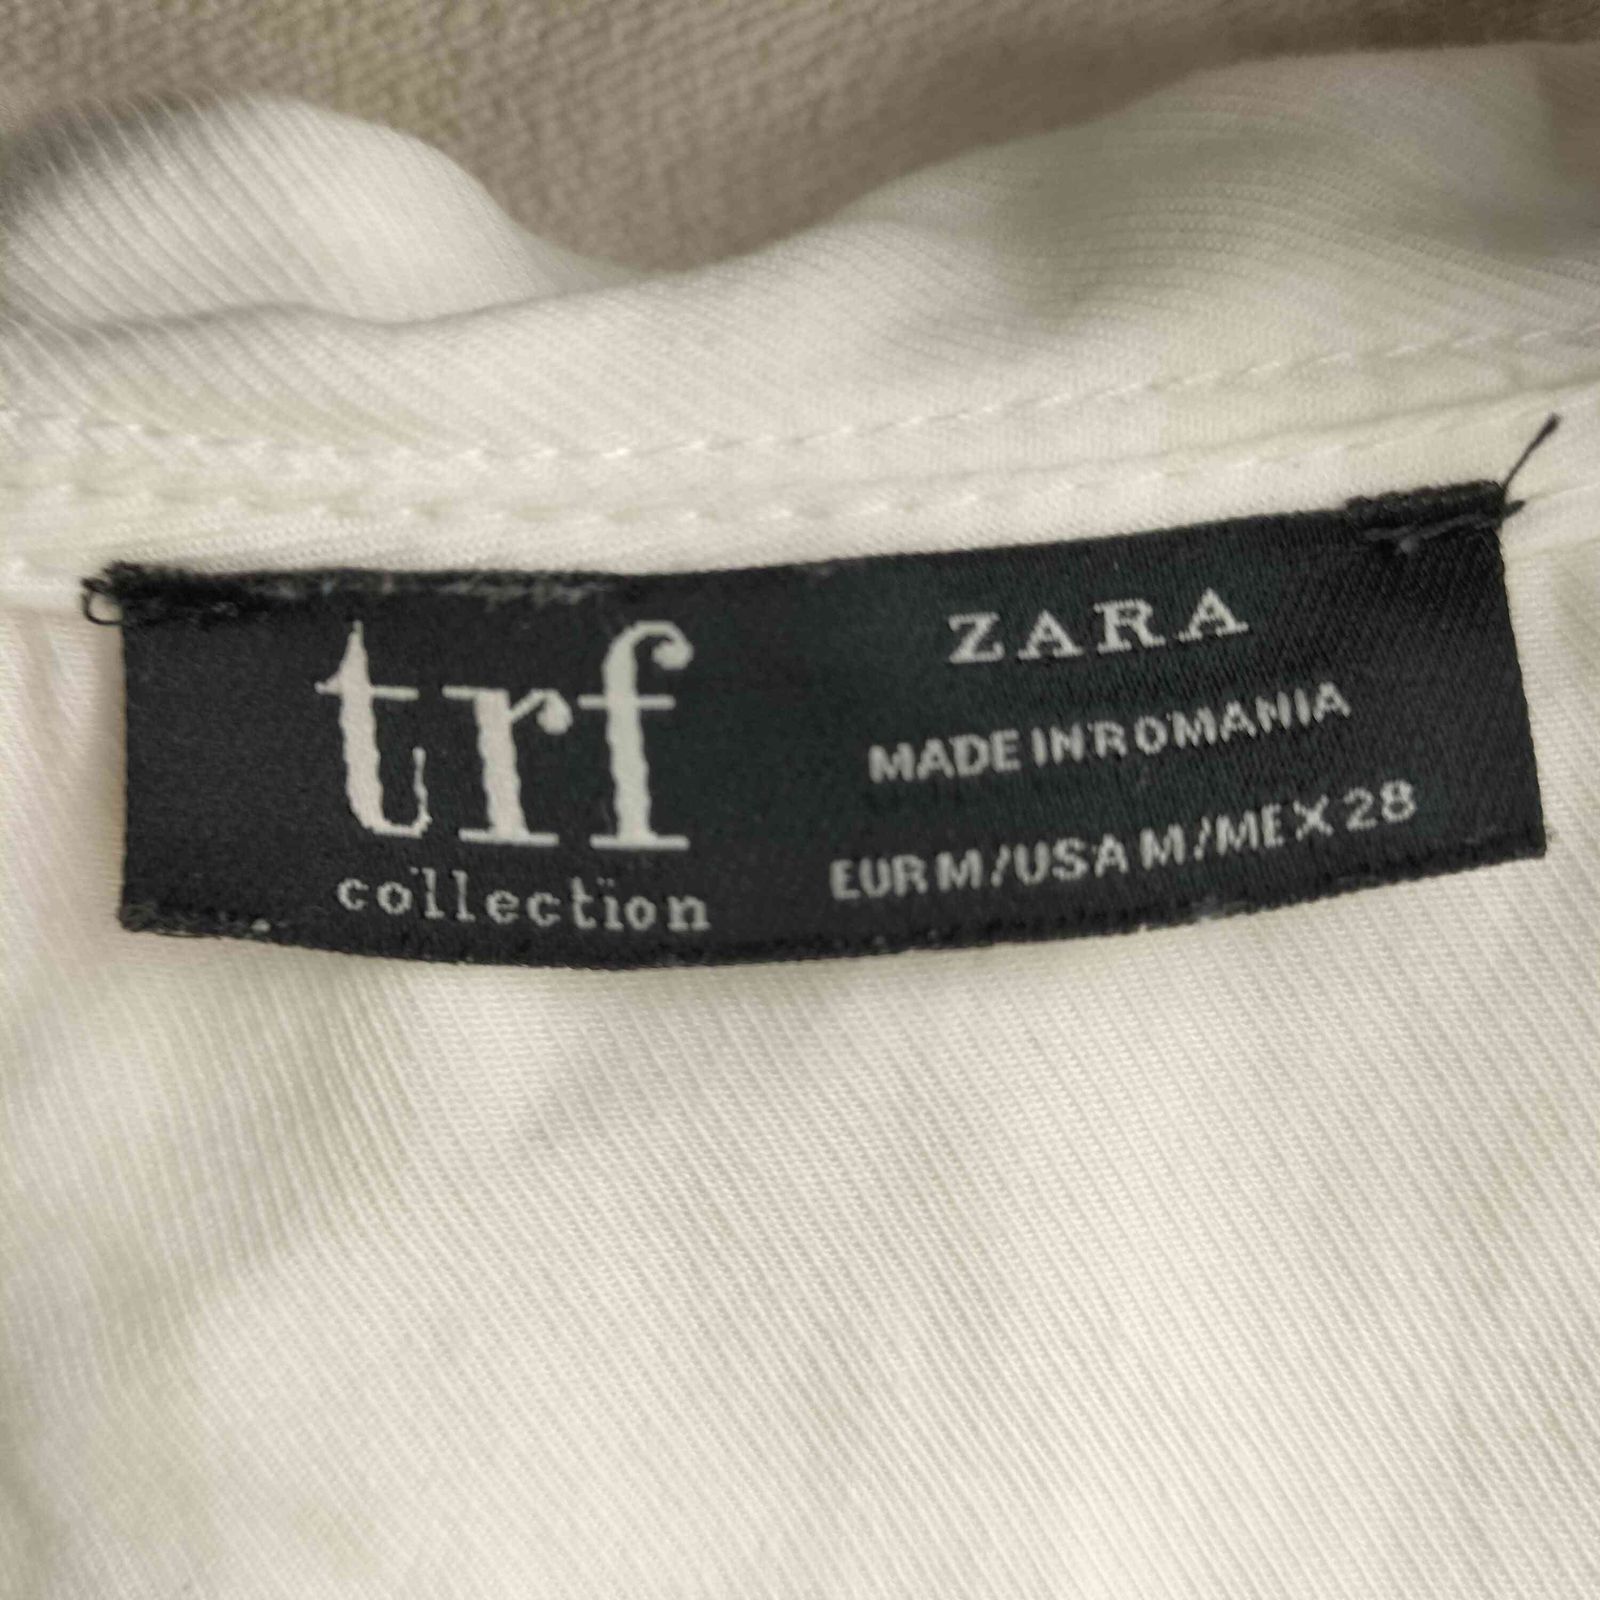 trf
collection
ZARA
MADE IN ROMANIA
EUR M/USA M/MEX 28